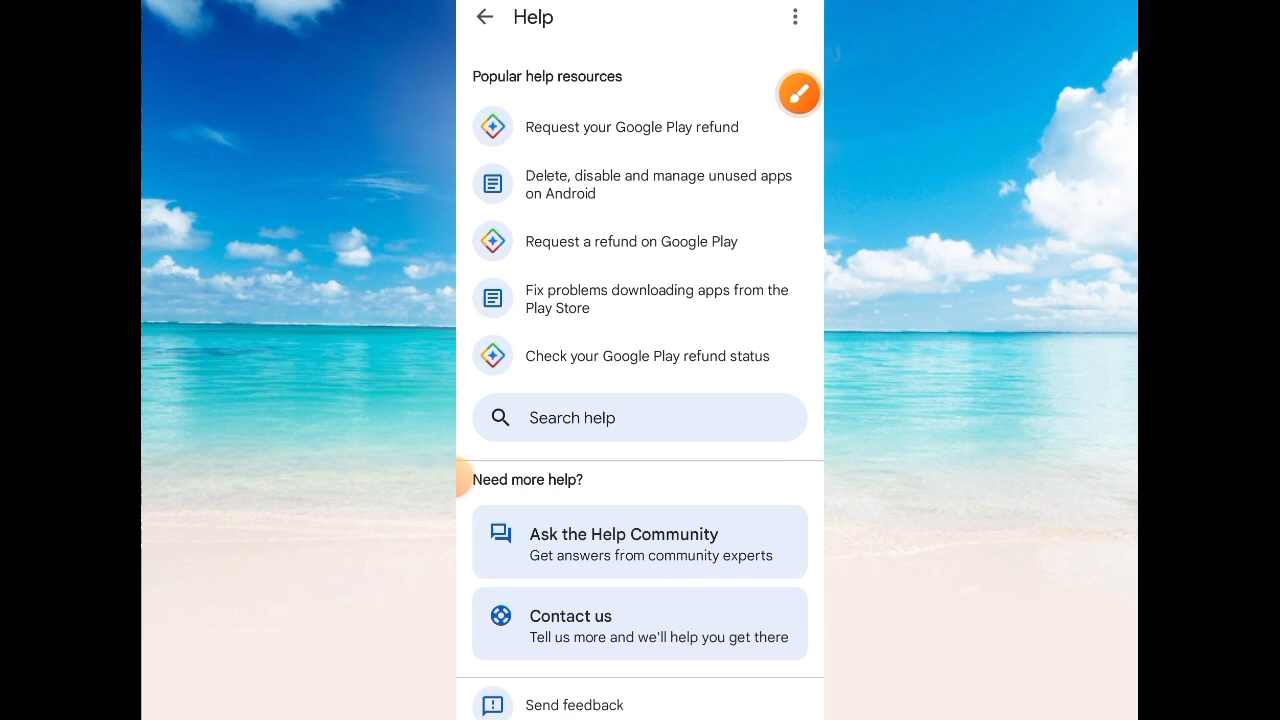 Help
Popular help resources
Request your Google Play refund
Delete, disable and manage unused apps
on Android
Request a refund on Google Play
Fix problems downloading apps from the
Play Store
Check your Google Play refund status
Search help
Need more help?
Ask the Help Community
Get answers from community experts
Contact us
Tell us more and we'll help you get there
Send feedback